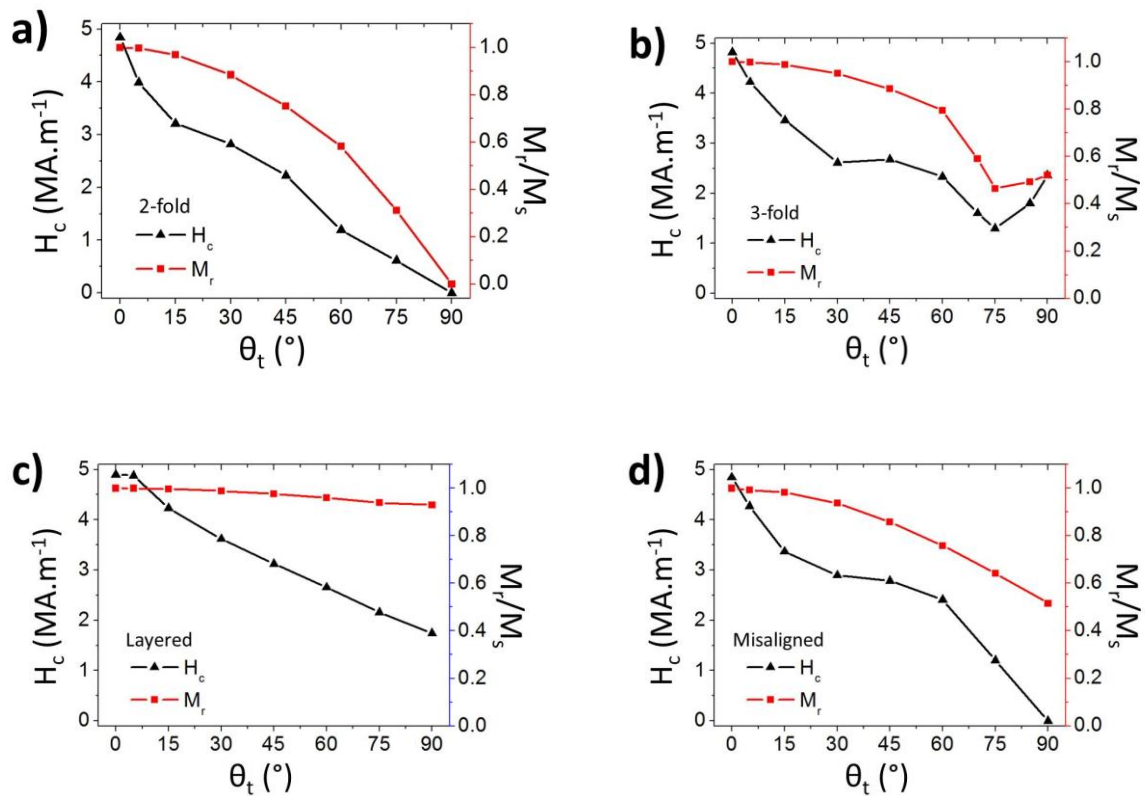 a)
5
4
3
2
1
0
H_c (MA.m⁻¹)
2-fold
H_c
M_r
1.0
0.8
0.6
0.4
0.2
0.0
M_r/M_s
0 15 30 45 60 75 90
θ_t (°)
b)
5
4
3
2
1
0
H_c (MA.m⁻¹)
3-fold
H_c
M_r
1.0
0.8
0.6
0.4
0.2
0.0
M_r/M_s
0 15 30 45 60 75 90
θ_t (°)
c)
5
4
3
2
1
0
H_c (MA.m⁻¹)
Layered
H_c
M_r
1.0
0.8
0.6
0.4
0.2
0.0
M_r/M_s
0 15 30 45 60 75 90
θ_t (°)
d)
5
4
3
2
1
0
H_c (MA.m⁻¹)
Misaligned
H_c
M_r
1.0
0.8
0.6
0.4
0.2
0.0
M_r/M_s
0 15 30 45 60 75 90
θ_t (°)